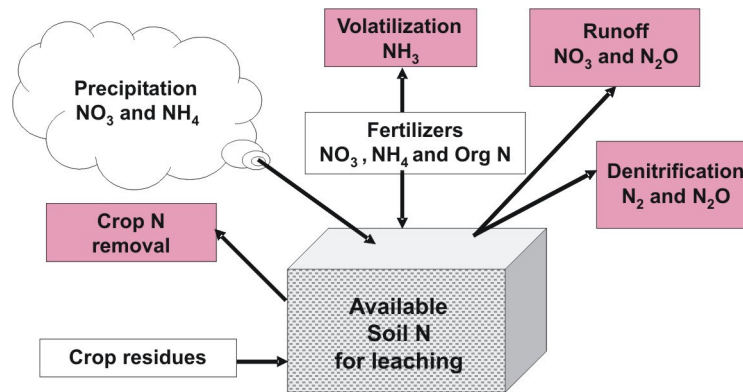 Volatilization
NH₃
Runoff
NO₃ and N₂O
Precipitation
NO₃ and NH₄
Fertilizers
NO₃ , NH₄ and Org N
Denitrification
N₂ and N₂O
Crop N
removal
Available
Soil N
for leaching
Crop residues